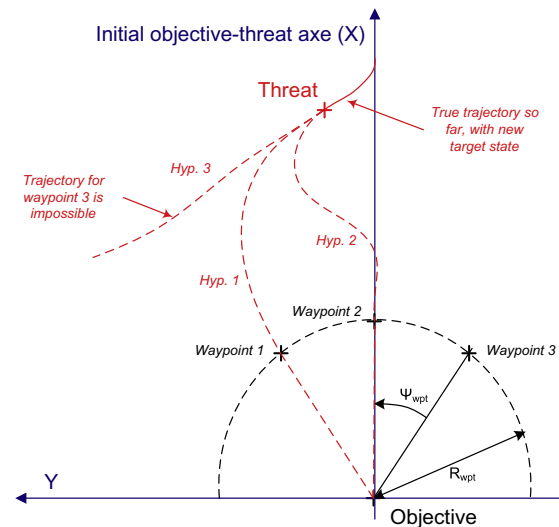 Initial objective-threat axe (X)
Threat
True trajectory so
far, with new
target state
Hyp. 3
Trajectory for
waypoint 3 is
impossible
Hyp. 2
Hyp. 1
Waypoint 2
Waypoint 1
Waypoint 3
Ψwpt
Rwpt
Y
Objective